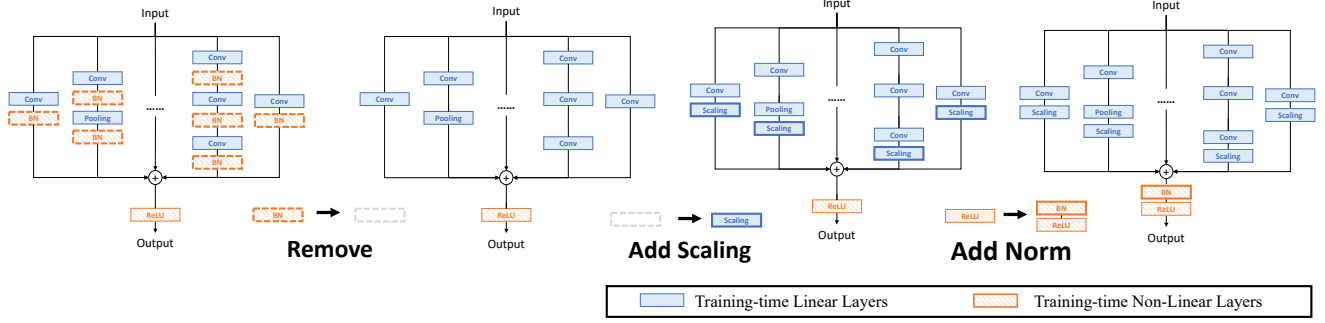 Input
Conv
BN
Conv
BN
Pooling
BN
......
Conv
BN
Conv
BN
Conv
BN
Conv
BN
ReLU
Output
BN
Remove
Input
Conv
Conv
Pooling
......
Conv
Conv
Conv
Conv
ReLU
Output
Scaling
Add Scaling
Input
Conv
Scaling
Conv
Pooling
Scaling
......
Conv
Conv
Conv
Scaling
Conv
Scaling
ReLU
Output
ReLU
BN
ReLU
Add Norm
Input
Conv
Scaling
Conv
Pooling
Scaling
......
Conv
Conv
Conv
Scaling
Conv
Scaling
BN
ReLU
Output
Training-time Linear Layers
Training-time Non-Linear Layers